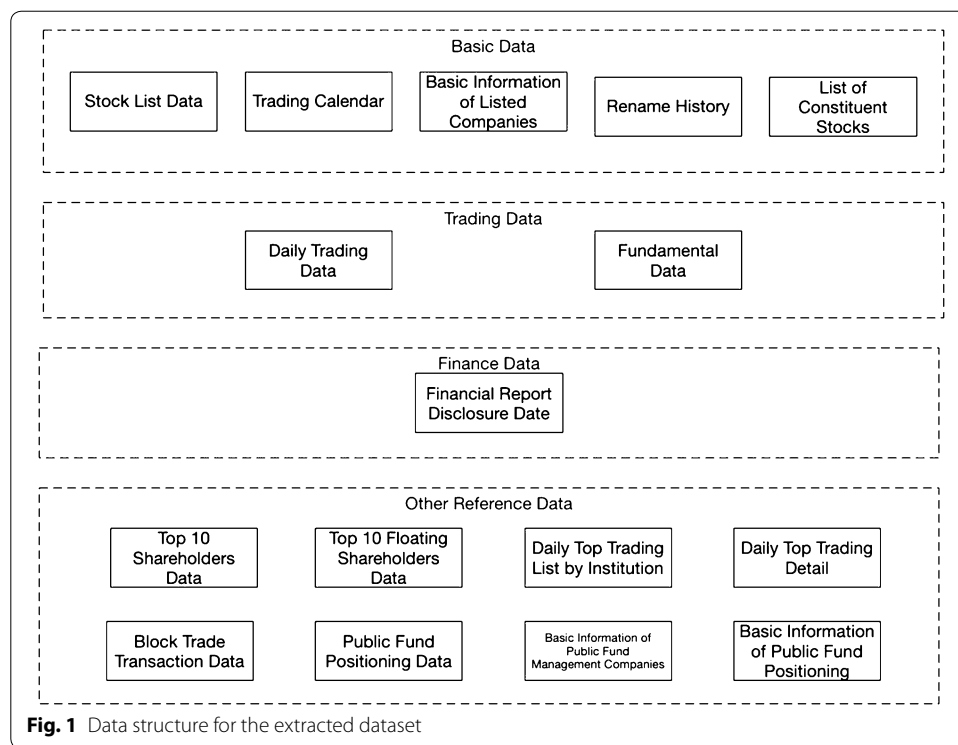 Basic Data
Stock List Data
Trading Calendar
Basic Information
of Listed
Companies
Rename History
List of
Constituent
Stocks
Trading Data
Daily Trading
Data
Fundamental
Data
Finance Data
Financial Report
Disclosure Date
Other Reference Data
Top 10
Shareholders
Data
Top 10 Floating
Shareholders
Data
Daily Top Trading
List by Institution
Daily Top Trading
Detail
Block Trade
Transaction Data
Public Fund
Positioning Data
Basic Information of
Public Fund
Management Companies
Basic Information
of Public Fund
Positioning
Fig. 1 Data structure for the extracted dataset